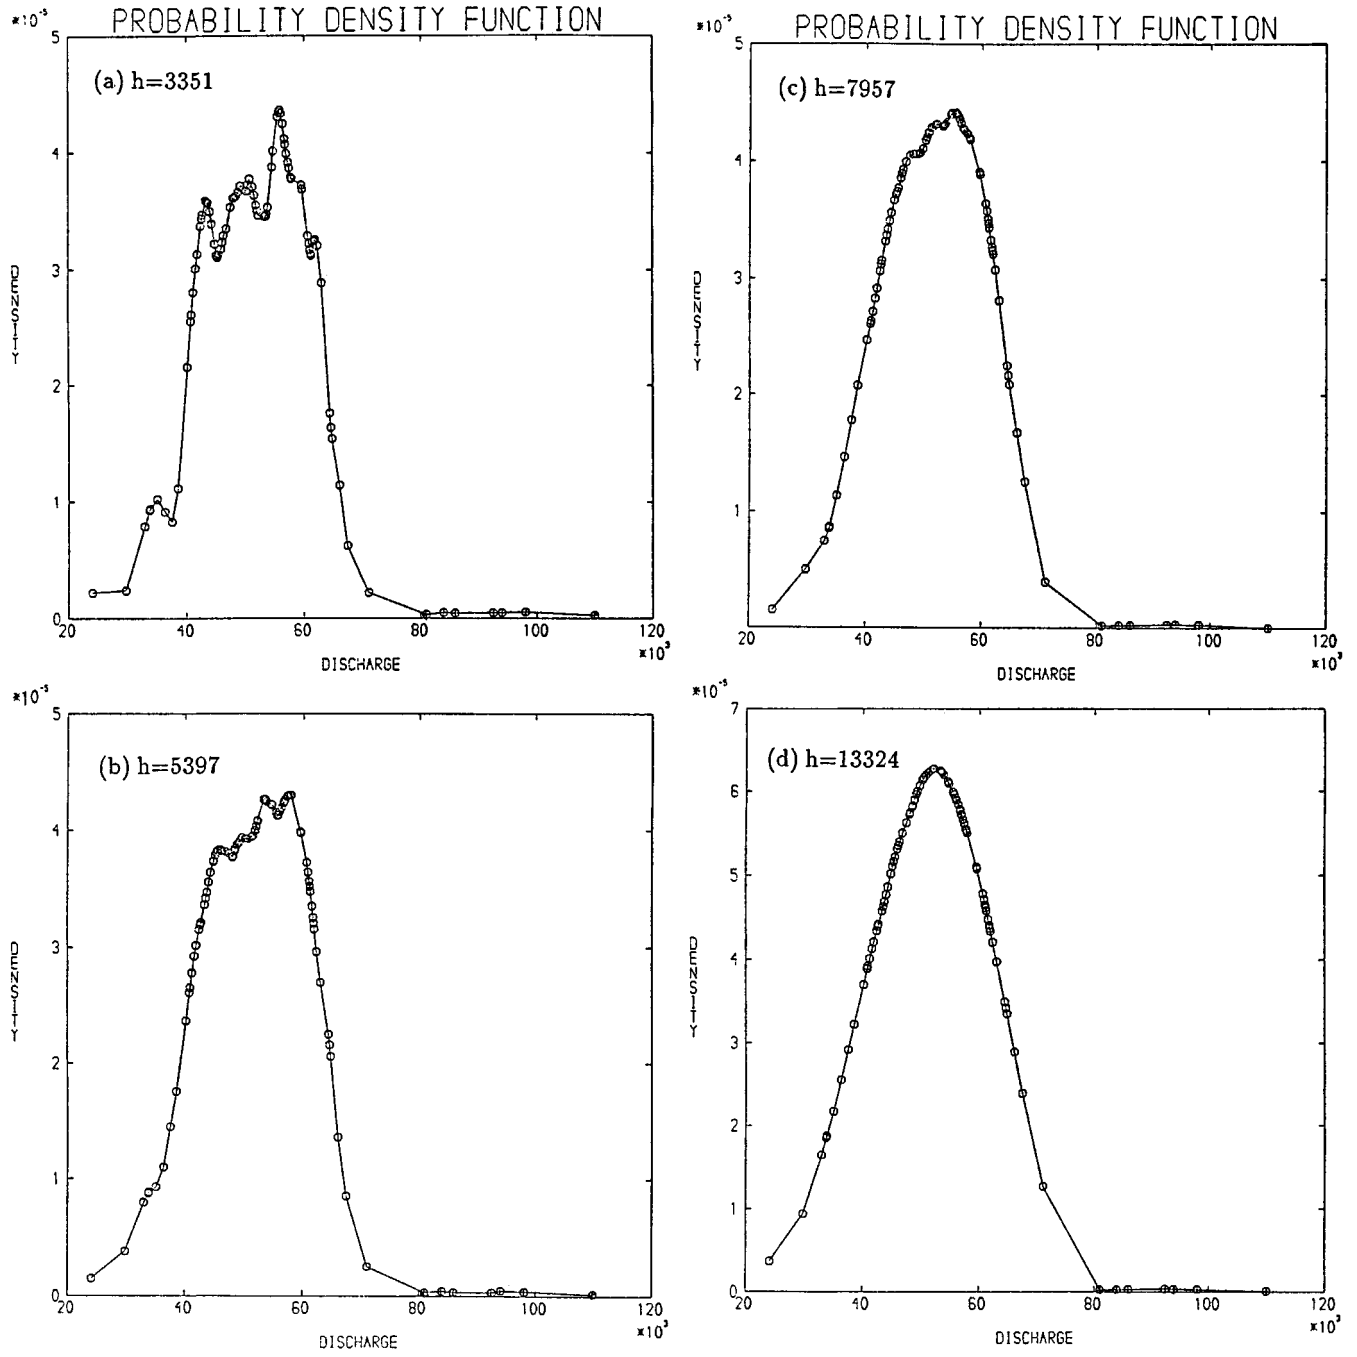 *10⁻⁵ PROBABILITY DENSITY FUNCTION
(a) h=3351
5
4
3
2
1
0
DENSITY
20 40 60 80 100 120
*10³
DISCHARGE
*10⁻⁵ PROBABILITY DENSITY FUNCTION
(c) h=7957
5
4
3
2
1
DENSITY
20 40 60 80 100 120
*10³
DISCHARGE
*10⁻⁵
(b) h=5397
5
4
3
2
1
0
DENSITY
20 40 60 80 100 120
*10³
DISCHARGE
*10⁻⁵
(d) h=13324
7
6
5
4
3
2
1
0
DENSITY
20 40 60 80 100 120
*10³
DISCHARGE